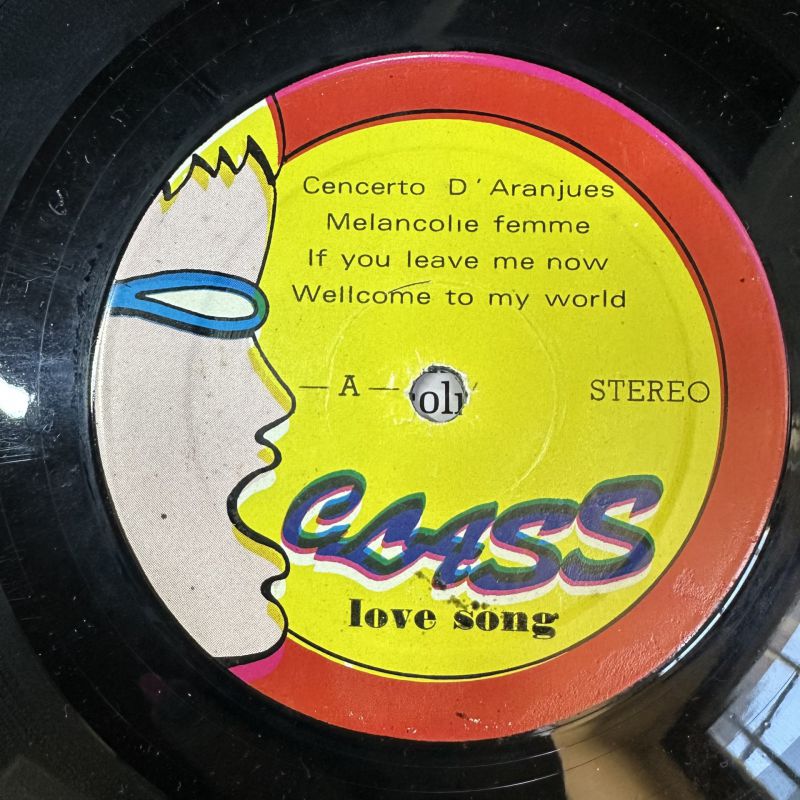 Cencerto D'Aranjues
Melancolie femme
If you leave me now
Wellcome to my world
— A —
STEREO
CLASS
love song